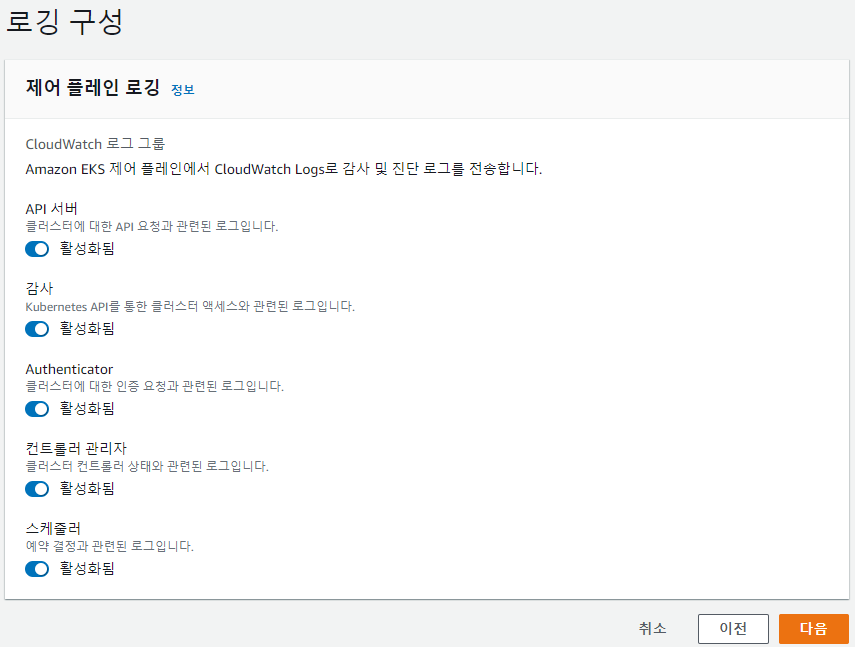 로깅 구성
제어 플레인 로깅 정보
CloudWatch 로그 그룹
Amazon EKS 제어 플레인에서 CloudWatch Logs로 감사 및 진단 로그를 전송합니다.
API 서버
클러스터에 대한 API 요청과 관련된 로그입니다.
활성화됨
감사
Kubernetes API를 통한 클러스터 액세스와 관련된 로그입니다.
활성화됨
Authenticator
클러스터에 대한 인증 요청과 관련된 로그입니다.
활성화됨
컨트롤러 관리자
클러스터 컨트롤러 상태와 관련된 로그입니다.
활성화됨
스케줄러
예약 결정과 관련된 로그입니다.
활성화됨
취소 이전 다음